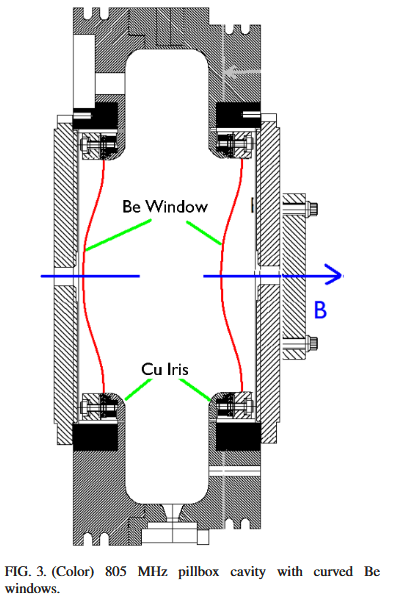 Be Window
B
Cu Iris
FIG. 3. (Color) 805 MHz pillbox cavity with curved Be
windows.